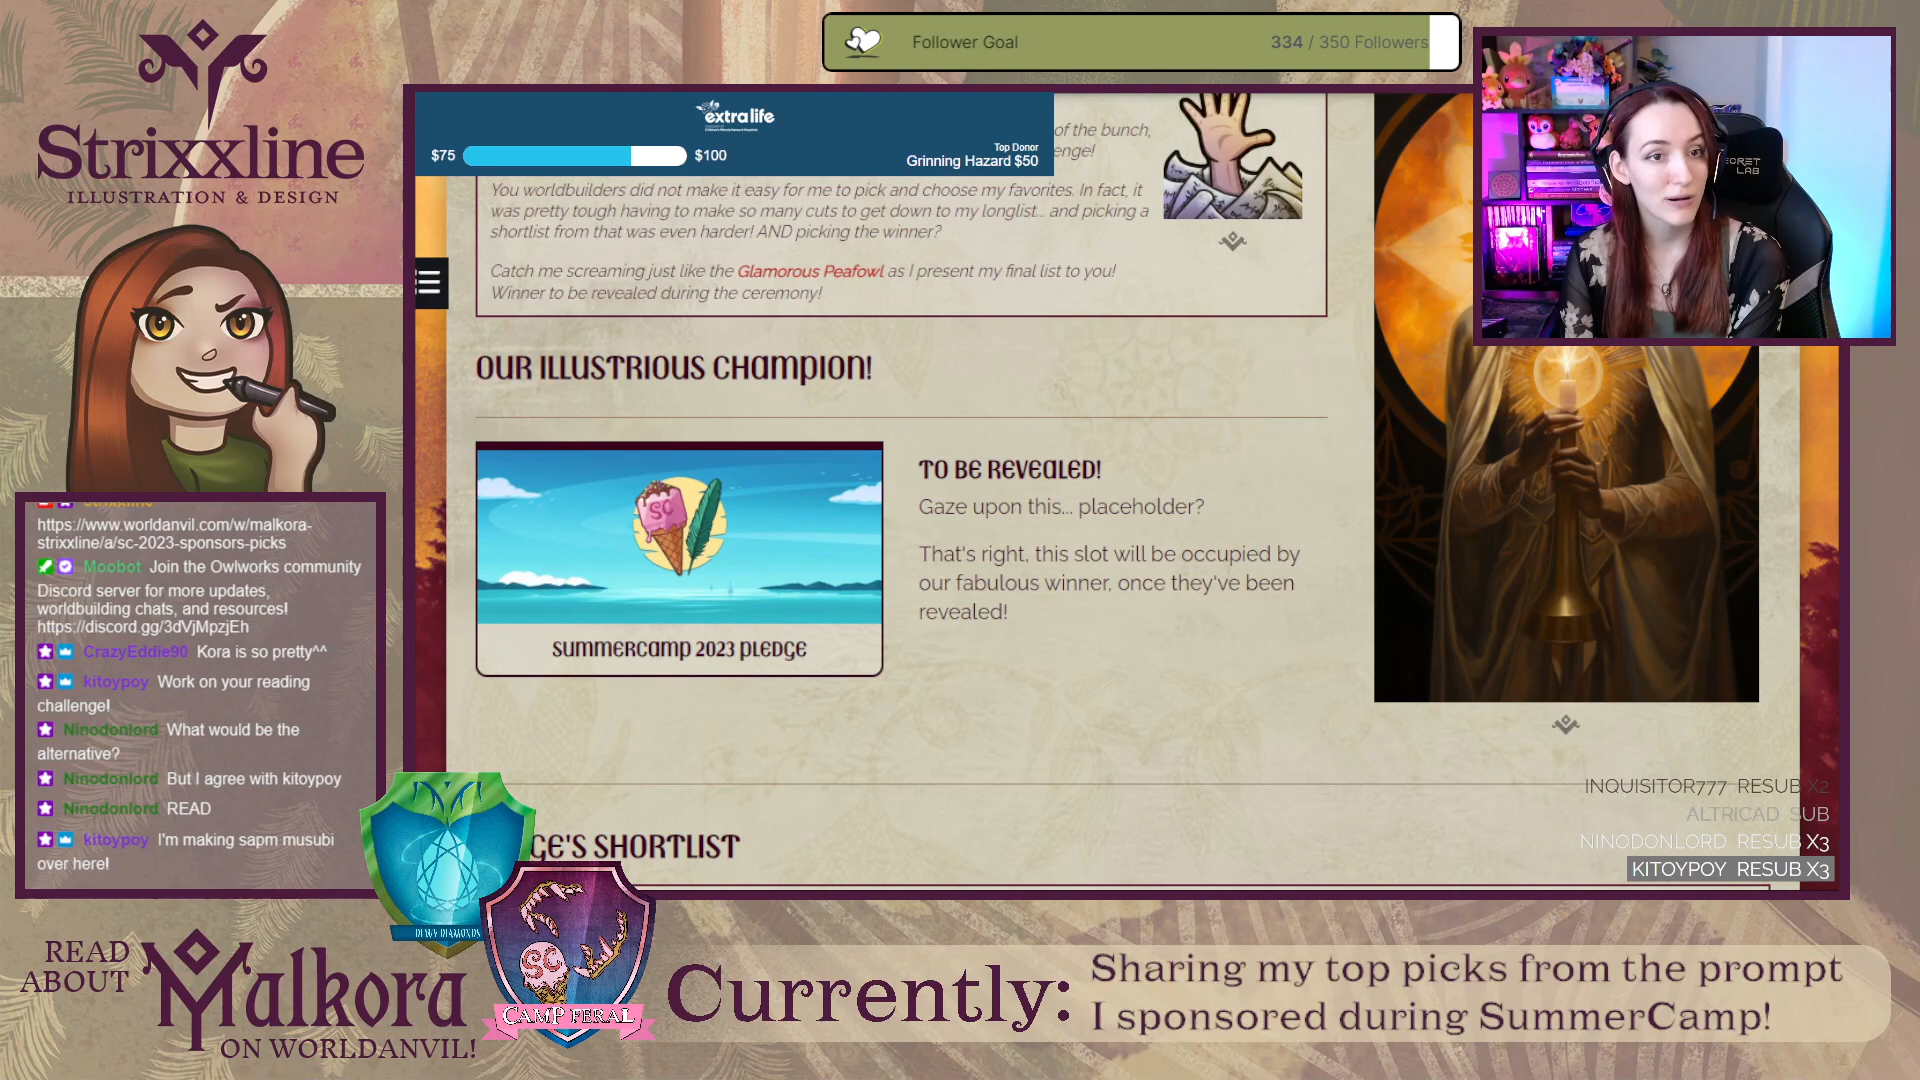 Strixxline
ILLUSTRATION & DESIGN
Follower Goal
334 / 350 Followers
extralife
$75
$100
Top Donor
Grinning Hazard $50
of the bunch,
enge!
You worldbuilders did not make it easy for me to pick and choose my favorites. In fact, it
was pretty tough having to make so many cuts to get down to my longlist... and picking a
shortlist from that was even harder! AND picking the winner?
Catch me screaming just like the Glamorous Peafowl as I present my final list to you!
Winner to be revealed during the ceremony!
OUR ILLUSTRIOUS CHAMPION!
SC
SUMMERCAMP 2023 PLEDGE
TO BE REVEALED!
Gaze upon this... placeholder?
That's right, this slot will be occupied by
our fabulous winner, once they've been
revealed!
GE'S SHORTLIST
SECRET
LAB
Strixxline
https://www.worldanvil.com/w/malkora-
strixxline/a/sc-2023-sponsors-picks
Moobot Join the Owlworks community
Discord server for more updates,
worldbuilding chats, and resources!
https://discord.gg/3dVjMpzjEh
CrazyEddie90 Kora is so pretty^^
kitoypoy Work on your reading
challenge!
Ninodonlord What would be the
alternative?
Ninodonlord But I agree with kitoypoy
Ninodonlord READ
kitoypoy I'm making sapm musubi
over here!
INQUISITOR777 RESUB X2
ALTRICAD SUB
NINODONLORD RESUB X3
KITOYPOY RESUB X3
DEWY DIAMONDS
SC
CAMP FERAL
READ
ABOUT
Malkora
ON WORLDANVIL!
Currently:
Sharing my top picks from the prompt
I sponsored during SummerCamp!